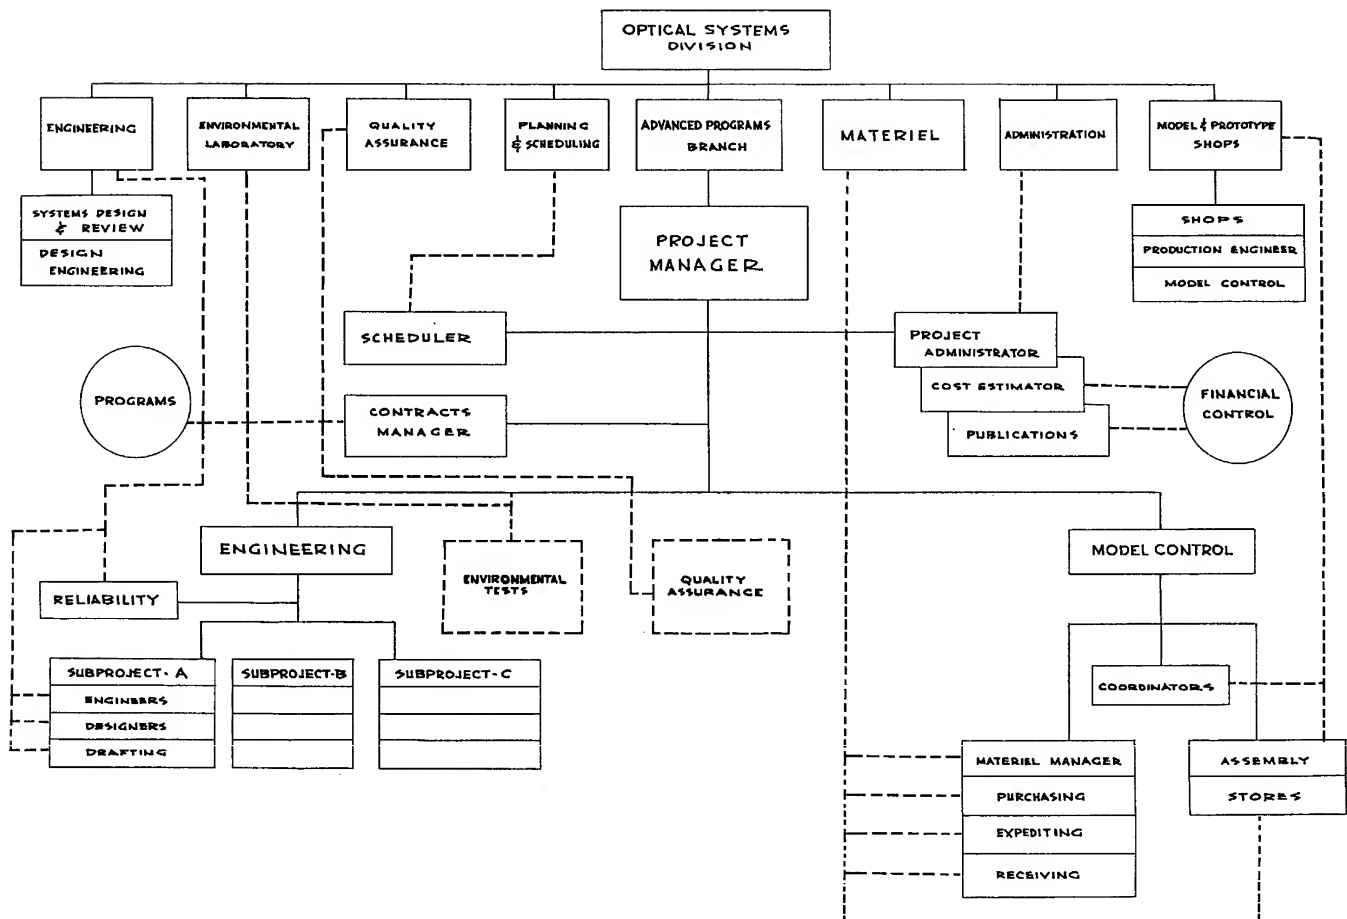 OPTICAL SYSTEMS
DIVISION
ENGINEERING
ENVIRONMENTAL
LABORATORY
QUALITY
ASSURANCE
PLANNING
& SCHEDULING
ADVANCED PROGRAMS
BRANCH
MATERIEL
ADMINISTRATION
MODEL & PROTOTYPE
SHOPS
SYSTEMS DESIGN
& REVIEW
DESIGN
ENGINEERING
PROJECT
MANAGER
SHOPS
PRODUCTION ENGINEER
MODEL CONTROL
SCHEDULER
PROJECT
ADMINISTRATOR
COST ESTIMATOR
PUBLICATIONS
PROGRAMS
CONTRACTS
MANAGER
FINANCIAL
CONTROL
ENGINEERING
ENVIRONMENTAL
TESTS
QUALITY
ASSURANCE
MODEL CONTROL
RELIABILITY
SUBPROJECT - A
ENGINEERS
DESIGNERS
DRAFTING
SUBPROJECT-B
SUBPROJECT-C
COORDINATORS
MATERIEL MANAGER
PURCHASING
EXPEDITING
RECEIVING
ASSEMBLY
STORES